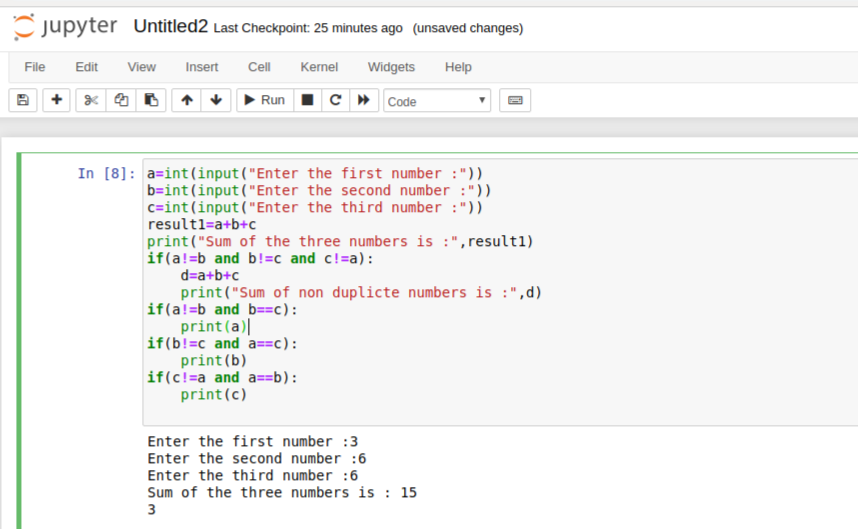 jupyter Untitled2 Last Checkpoint: 25 minutes ago (unsaved changes)
File Edit View Insert Cell Kernel Widgets Help
Run Code
In [8]: a=int(input("Enter the first number :"))
b=int(input("Enter the second number :"))
c=int(input("Enter the third number :"))
result1=a+b+c
print("Sum of the three numbers is :",result1)
if(a!=b and b!=c and c!=a):
    d=a+b+c
    print("Sum of non duplicte numbers is :",d)
if(a!=b and b==c):
    print(a)
if(b!=c and a==c):
    print(b)
if(c!=a and a==b):
    print(c)
Enter the first number :3
Enter the second number :6
Enter the third number :6
Sum of the three numbers is : 15
3